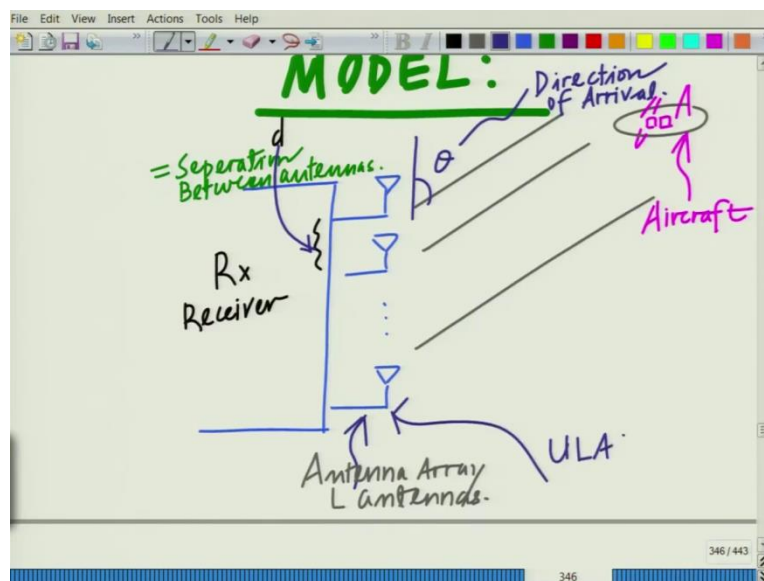 File Edit View Insert Actions Tools Help
MODEL:
Direction
of Arrival.
d
= Seperation
Between antennas.
θ
A
Aircraft
Rx
Receiver
ULA.
Antenna Array
L antennas.
346/443
346